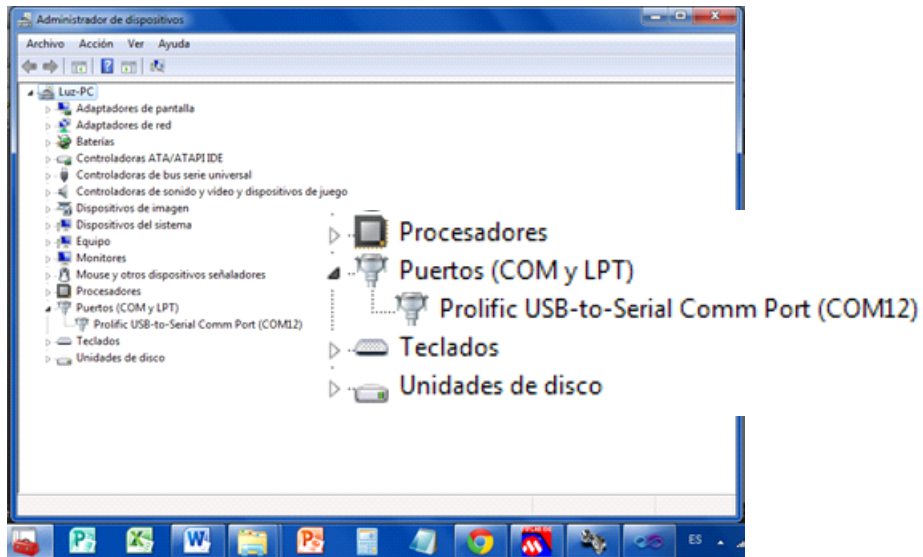 Administrador de dispositivos
Archivo Acción Ver Ayuda
Luz-PC
Adaptadores de pantalla
Adaptadores de red
Baterías
Controladoras ATA/ATAPI IDE
Controladoras de bus serie universal
Controladoras de sonido y vídeo y dispositivos de juego
Dispositivos de imagen
Dispositivos del sistema
Equipo
Monitores
Mouse y otros dispositivos señaladores
Procesadores
Puertos (COM y LPT)
Prolific USB-to-Serial Comm Port (COM12)
Teclados
Unidades de disco
Procesadores
Puertos (COM y LPT)
Prolific USB-to-Serial Comm Port (COM12)
Teclados
Unidades de disco
ES